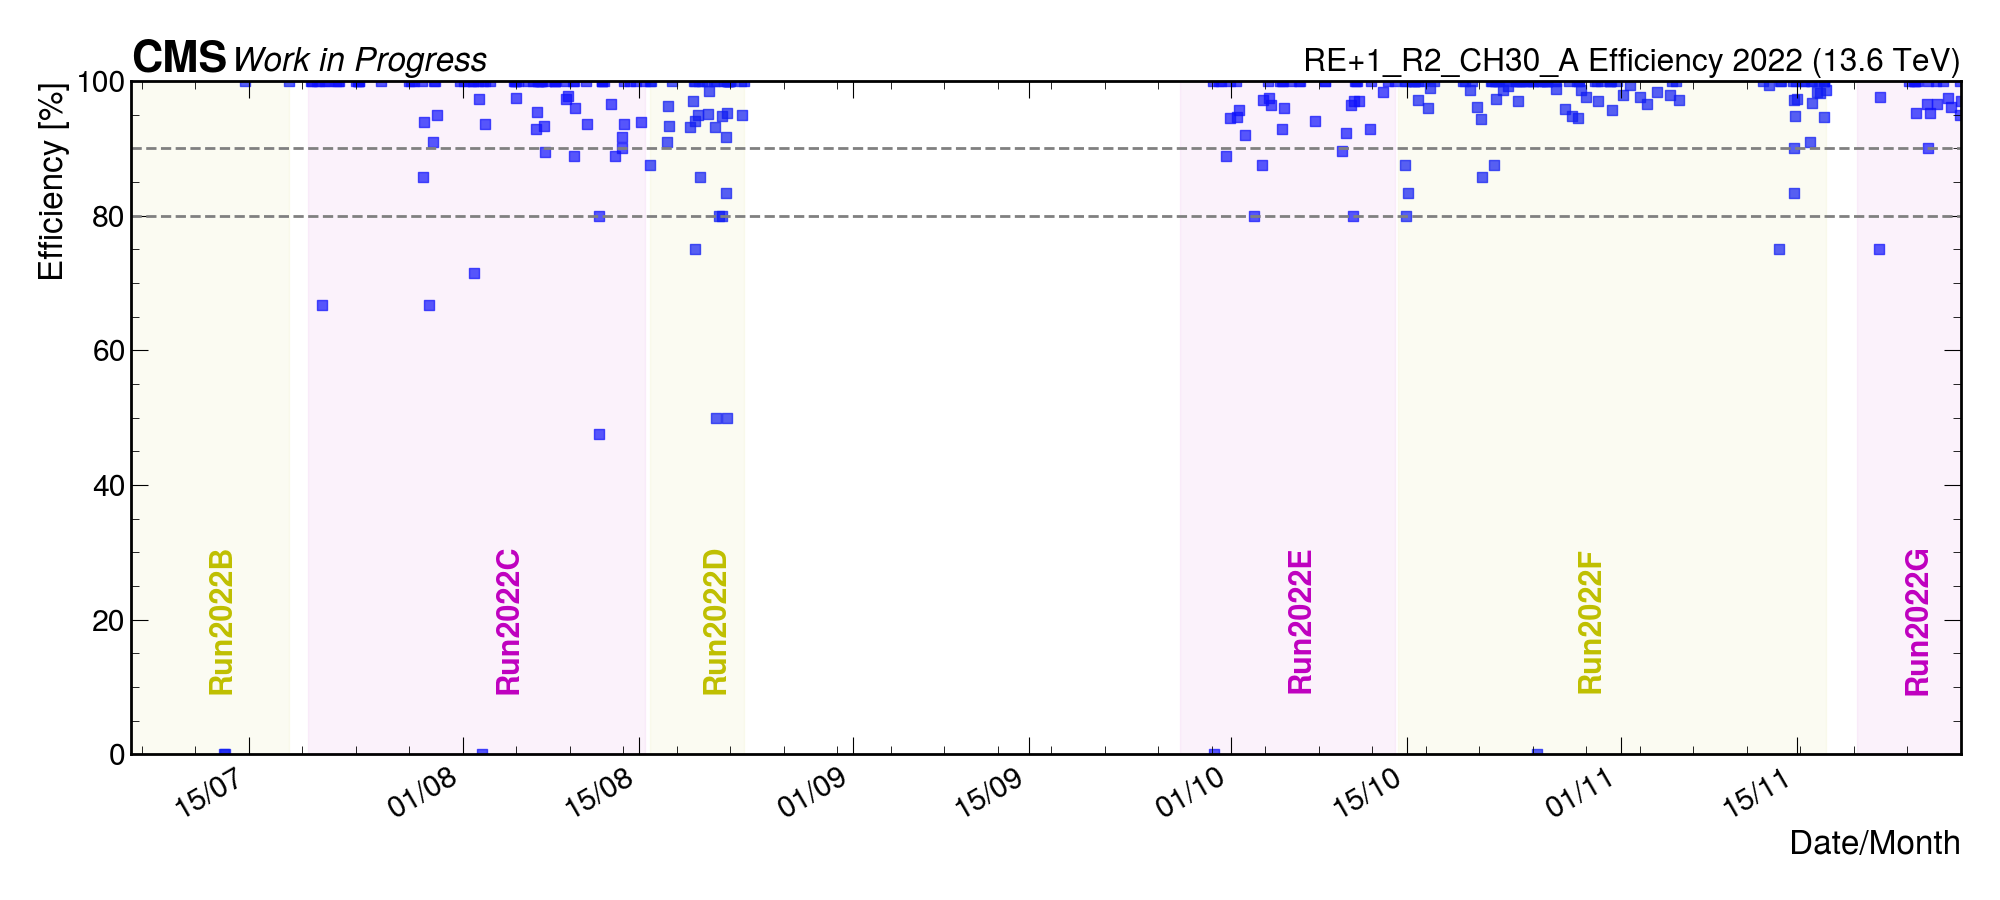 CMS Work in Progress
RE+1_R2_CH30_A Efficiency 2022 (13.6 TeV)
Efficiency [%]
100
80
60
40
20
0
Run2022B
Run2022C
Run2022D
Run2022E
Run2022F
Run2022G
15/07
01/08
15/08
01/09
15/09
01/10
15/10
01/11
15/11
Date/Month